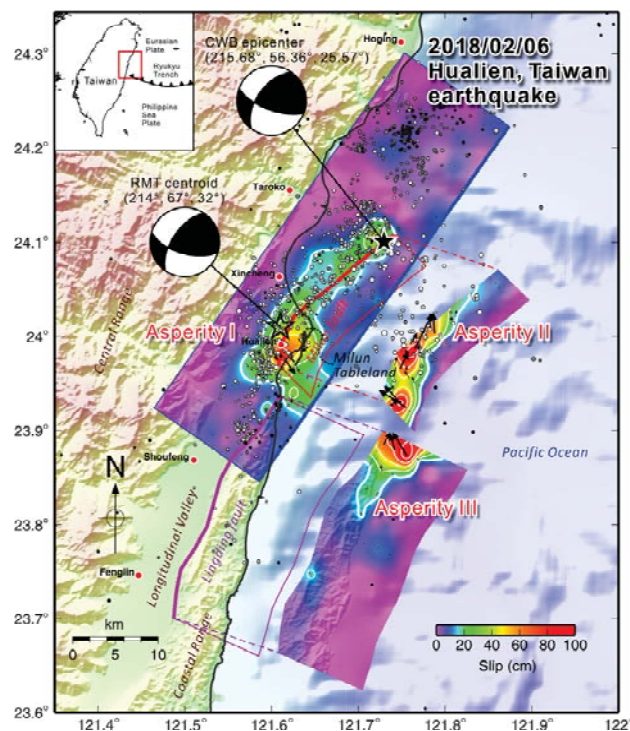 24.3°
24.2°
24.1°
24°
23.9°
23.8°
23.7°
23.6°
121.4°
121.5°
121.6°
121.7°
121.8°
121.9°
122°
Eurasian
Plate
Ryukyu
Trench
Taiwan
Philippine
Sea
Plate
2018/02/06
Hualien, Taiwan
earthquake
CWB epicenter
(215.68°, 56.36°, 25.57°)
Hoping
RMT centroid
(214°, 67°, 32°)
Taroko
Xincheng
Central Range
Asperity I
Asperity II
Milun
Tableland
Shoufeng
Pacific Ocean
N
Asperity III
Longitudinal Valley
Lingding fault
Fenglin
Coastal Range
km
0
5
10
0
20
40
60
80
100
Slip (cm)